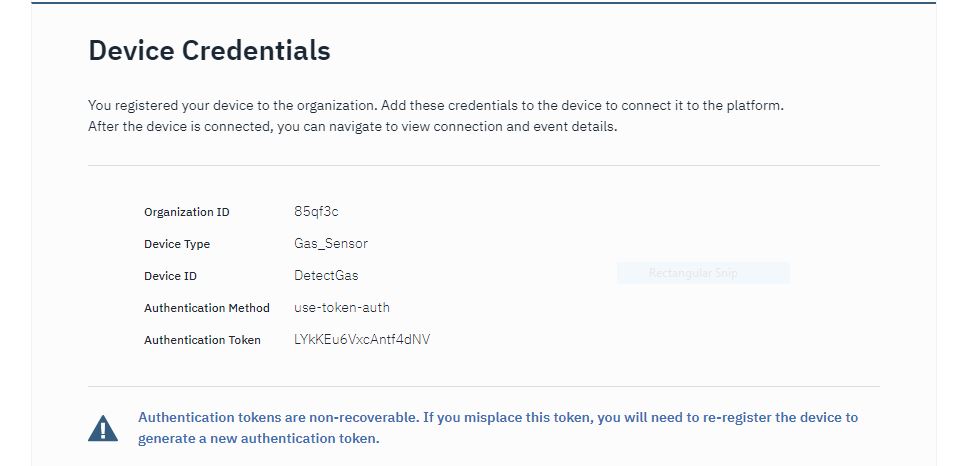 Device Credentials
You registered your device to the organization. Add these credentials to the device to connect it to the platform.
After the device is connected, you can navigate to view connection and event details.
Organization ID 85qf3c
Device Type Gas_Sensor
Device ID DetectGas
Rectangular Snip
Authentication Method use-token-auth
Authentication Token LYkKEu6VxcAntf4dNV
Authentication tokens are non-recoverable. If you misplace this token, you will need to re-register the device to
generate a new authentication token.